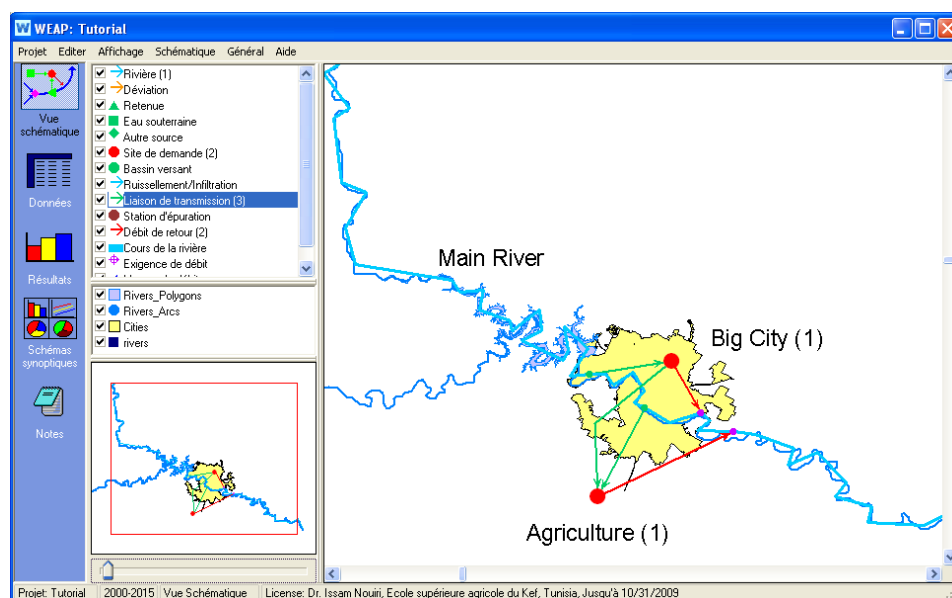 WEAP: Tutorial
Projet Editer Affichage Schématique Général Aide
Vue
schématique
Données
Résultats
Schémas
synoptiques
Notes
Rivière (1)
Déviation
Retenue
Eau souterraine
Autre source
Site de demande (2)
Bassin versant
Ruissellement/Infiltration
Liaison de transmission (3)
Station d'épuration
Débit de retour (2)
Cours de la rivière
Exigence de débit
Rivers_Polygons
Rivers_Arcs
Cities
rivers
Main River
Big City (1)
Agriculture (1)
Projet: Tutorial 2000-2015 Vue Schématique License: Dr. Issam Nouiri, Ecole supérieure agricole du Kef, Tunisia, Jusqu'à 10/31/2009